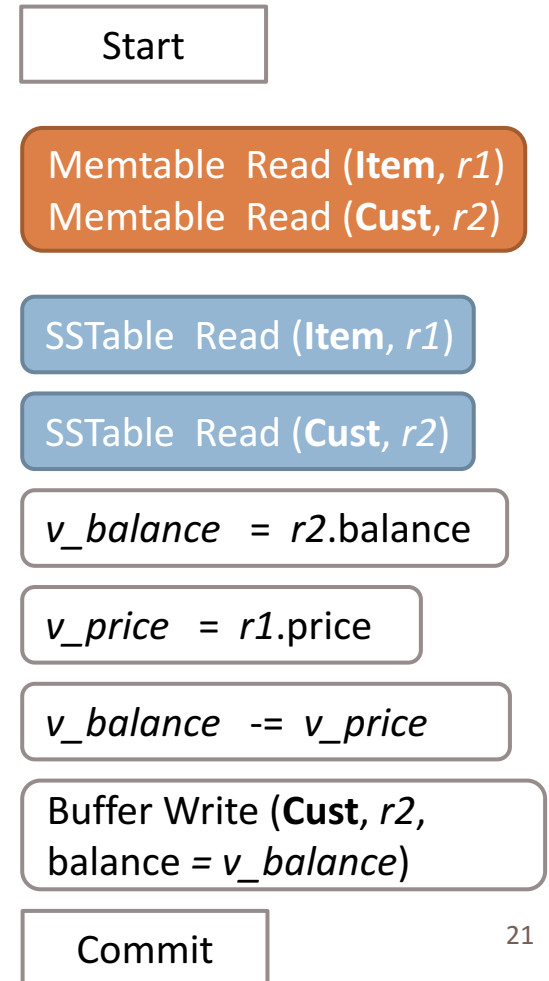 Start
Memtable Read (Item, r1)
Memtable Read (Cust, r2)
SSTable Read (Item, r1)
SSTable Read (Cust, r2)
v_balance = r2.balance
v_price = r1.price
v_balance -= v_price
Buffer Write (Cust, r2,
balance = v_balance)
Commit
21